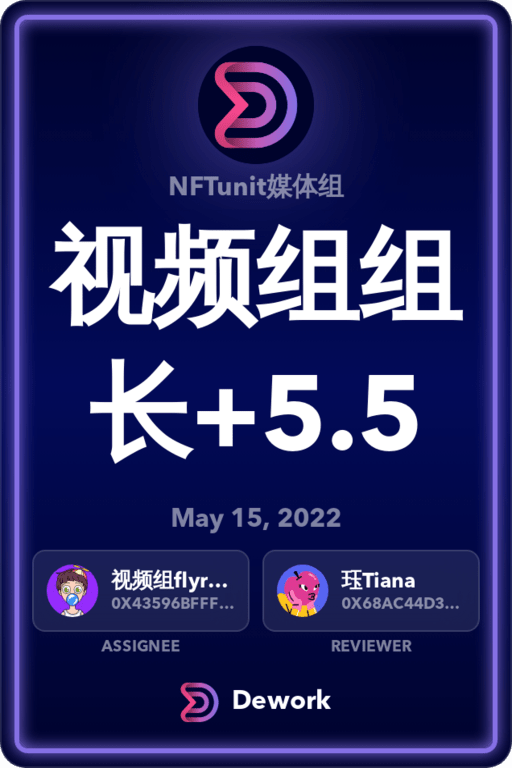 NFTunit媒体组
视频组组
长+5.5
May 15, 2022
视频组flyr...
0X43596BFFF...
珏Tiana
0X68AC44D3...
ASSIGNEE
REVIEWER
Dework